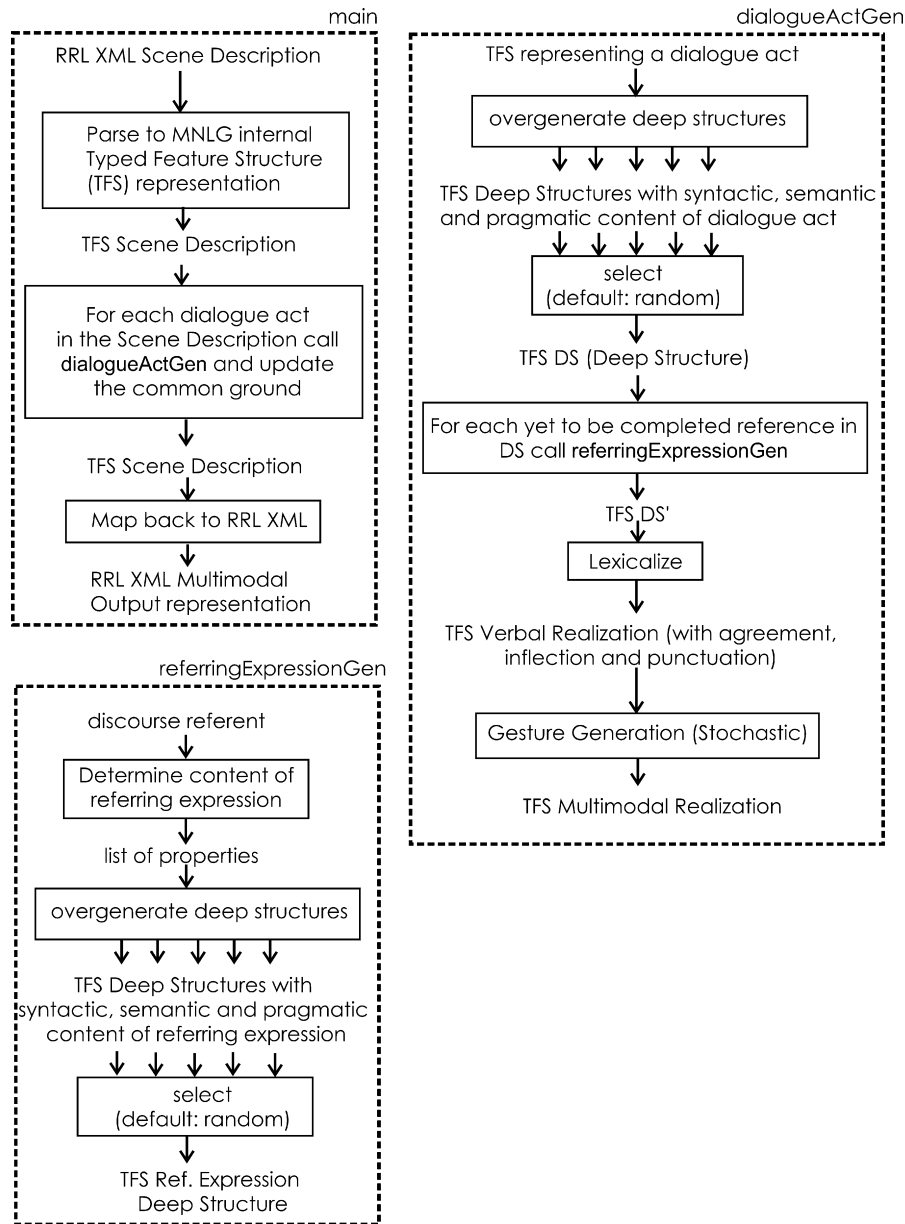 main
RRL XML Scene Description
Parse to MNLG internal
Typed Feature Structure
(TFS) representation
TFS Scene Description
For each dialogue act
in the Scene Description call
dialogueActGen and update
the common ground
TFS Scene Description
Map back to RRL XML
RRL XML Multimodal
Output representation
referringExpressionGen
discourse referent
Determine content of
referring expression
list of properties
overgenerate deep structures
TFS Deep Structures with
syntactic, semantic and pragmatic
content of referring expression
select
(default: random)
TFS Ref. Expression
Deep Structure
dialogueActGen
TFS representing a dialogue act
overgenerate deep structures
TFS Deep Structures with syntactic, semantic
and pragmatic content of dialogue act
select
(default: random)
TFS DS (Deep Structure)
For each yet to be completed reference in
DS call referringExpressionGen
TFS DS'
Lexicalize
TFS Verbal Realization (with agreement,
inflection and punctuation)
Gesture Generation (Stochastic)
TFS Multimodal Realization